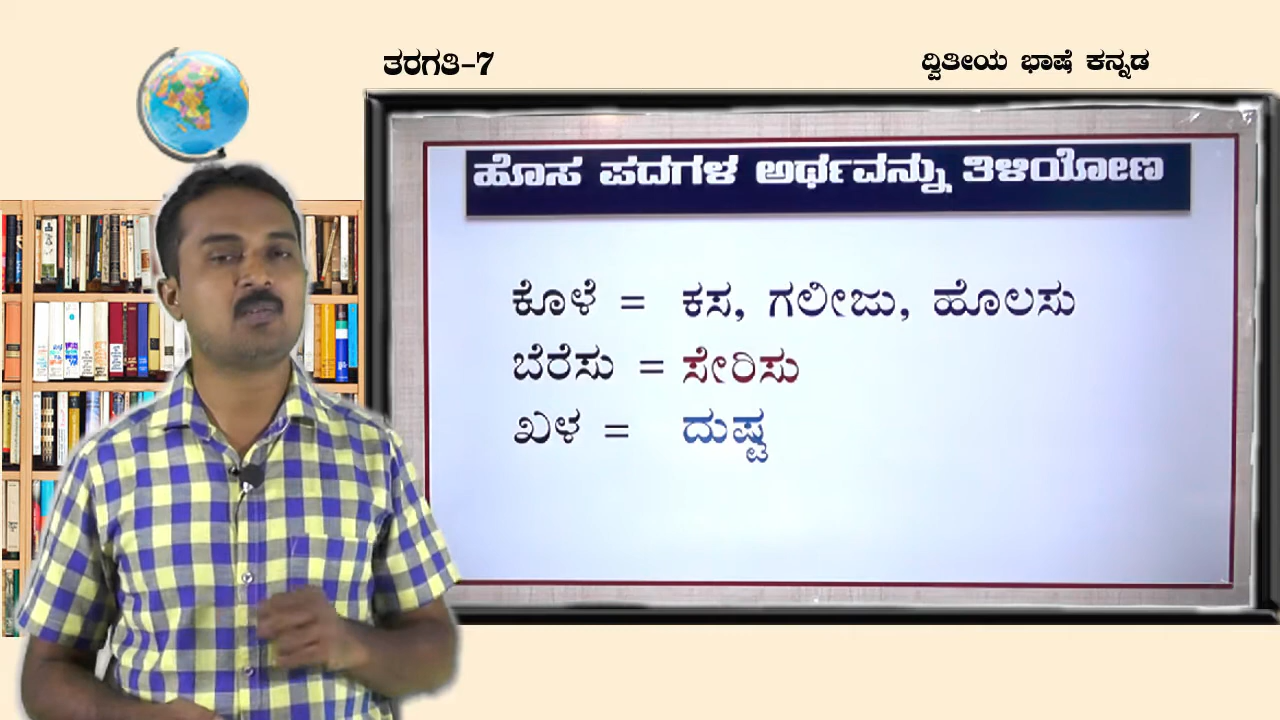 ತರಗತಿ-7
ದ್ವಿತೀಯ ಭಾಷೆ ಕನ್ನಡ
ಹೊಸ ಪದಗಳ ಅರ್ಥವನ್ನು ತಿಳಿಯೋಣ
ಕೊಳೆ = ಕಸ, ಗಲೀಜು, ಹೊಲಸು
ಬೆರೆಸು = ಸೇರಿಸು
ಖಳ = ದುಷ್ಟ